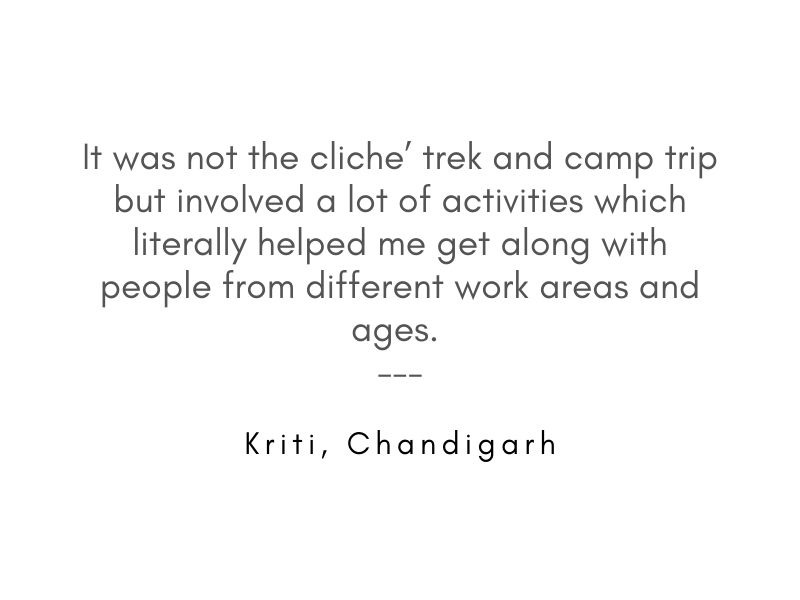 It was not the cliche’ trek and camp trip
but involved a lot of activities which
literally helped me get along with
people from different work areas and
ages.
---
Kriti, Chandigarh